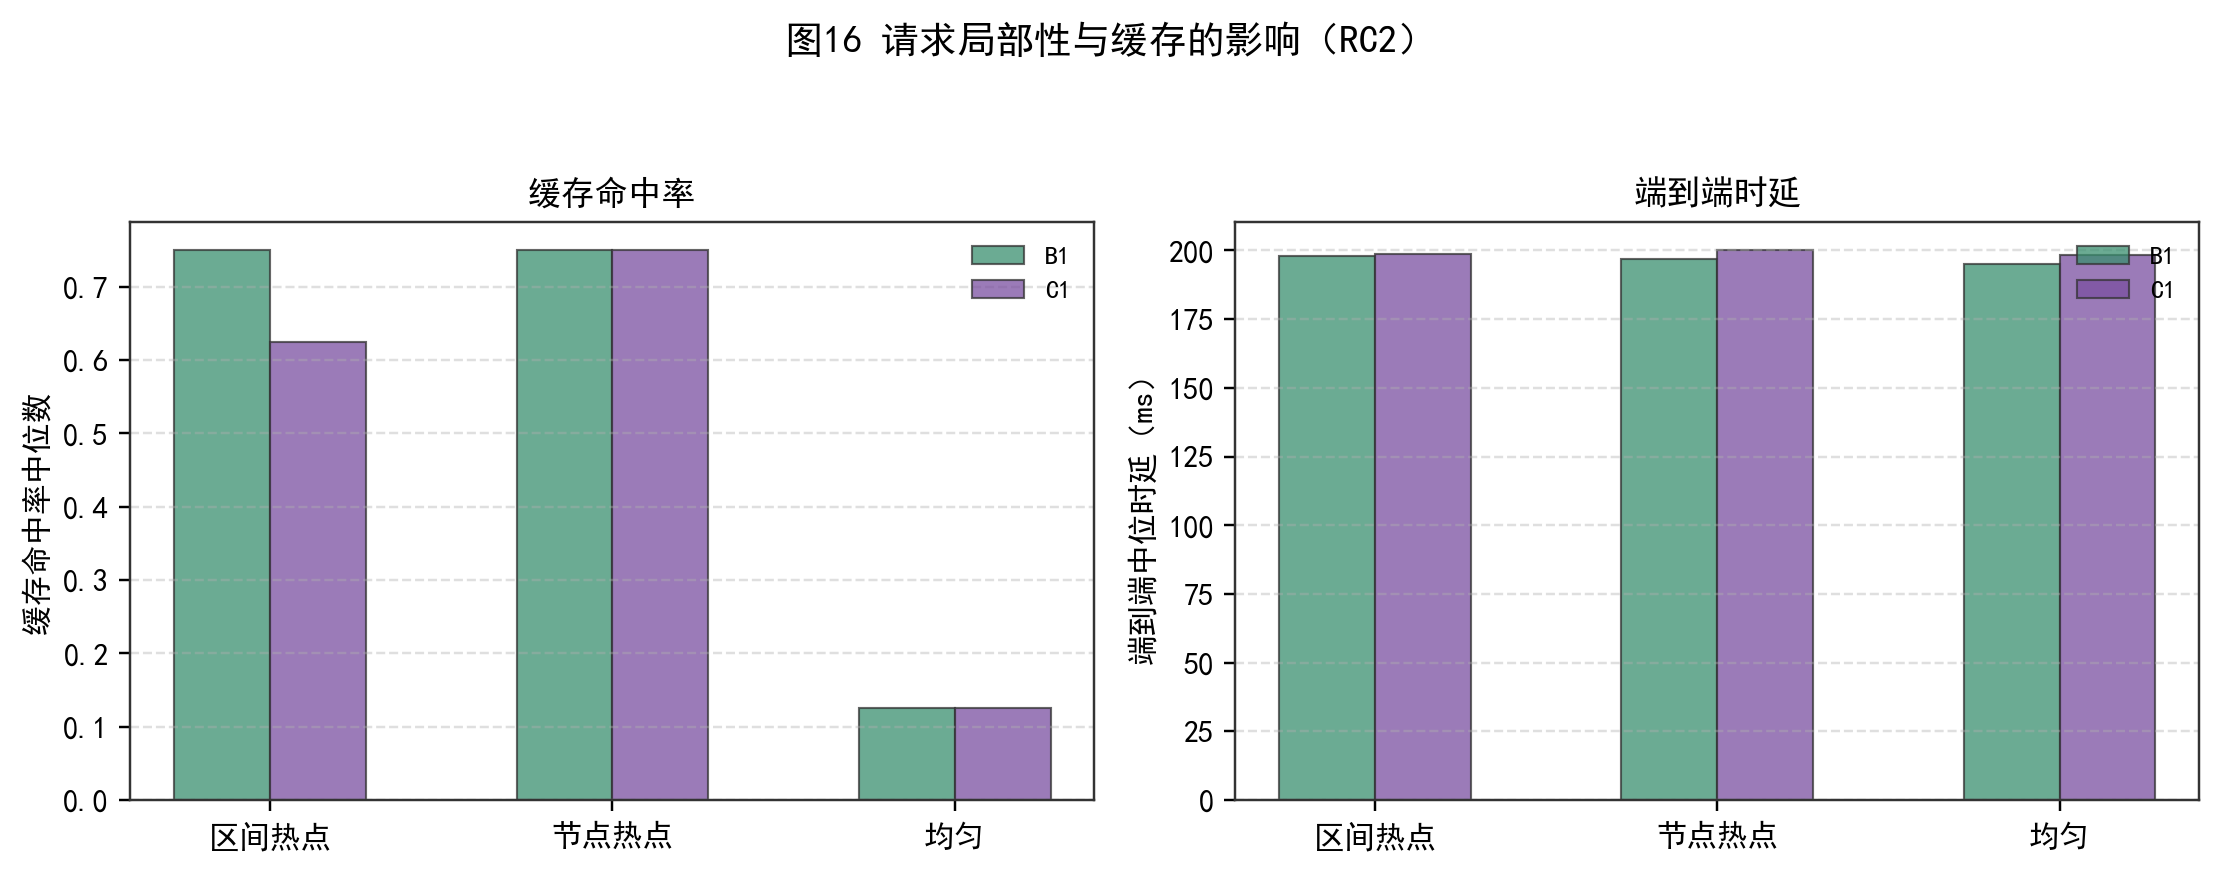 图16 请求局部性与缓存的影响（RC2）
缓存命中率
缓存命中率中位数
0.7
0.6
0.5
0.4
0.3
0.2
0.1
0.0
B1
C1
区间热点
节点热点
均匀
端到端时延
端到端中位时延（ms）
200
175
150
125
100
75
50
25
0
B1
C1
区间热点
节点热点
均匀